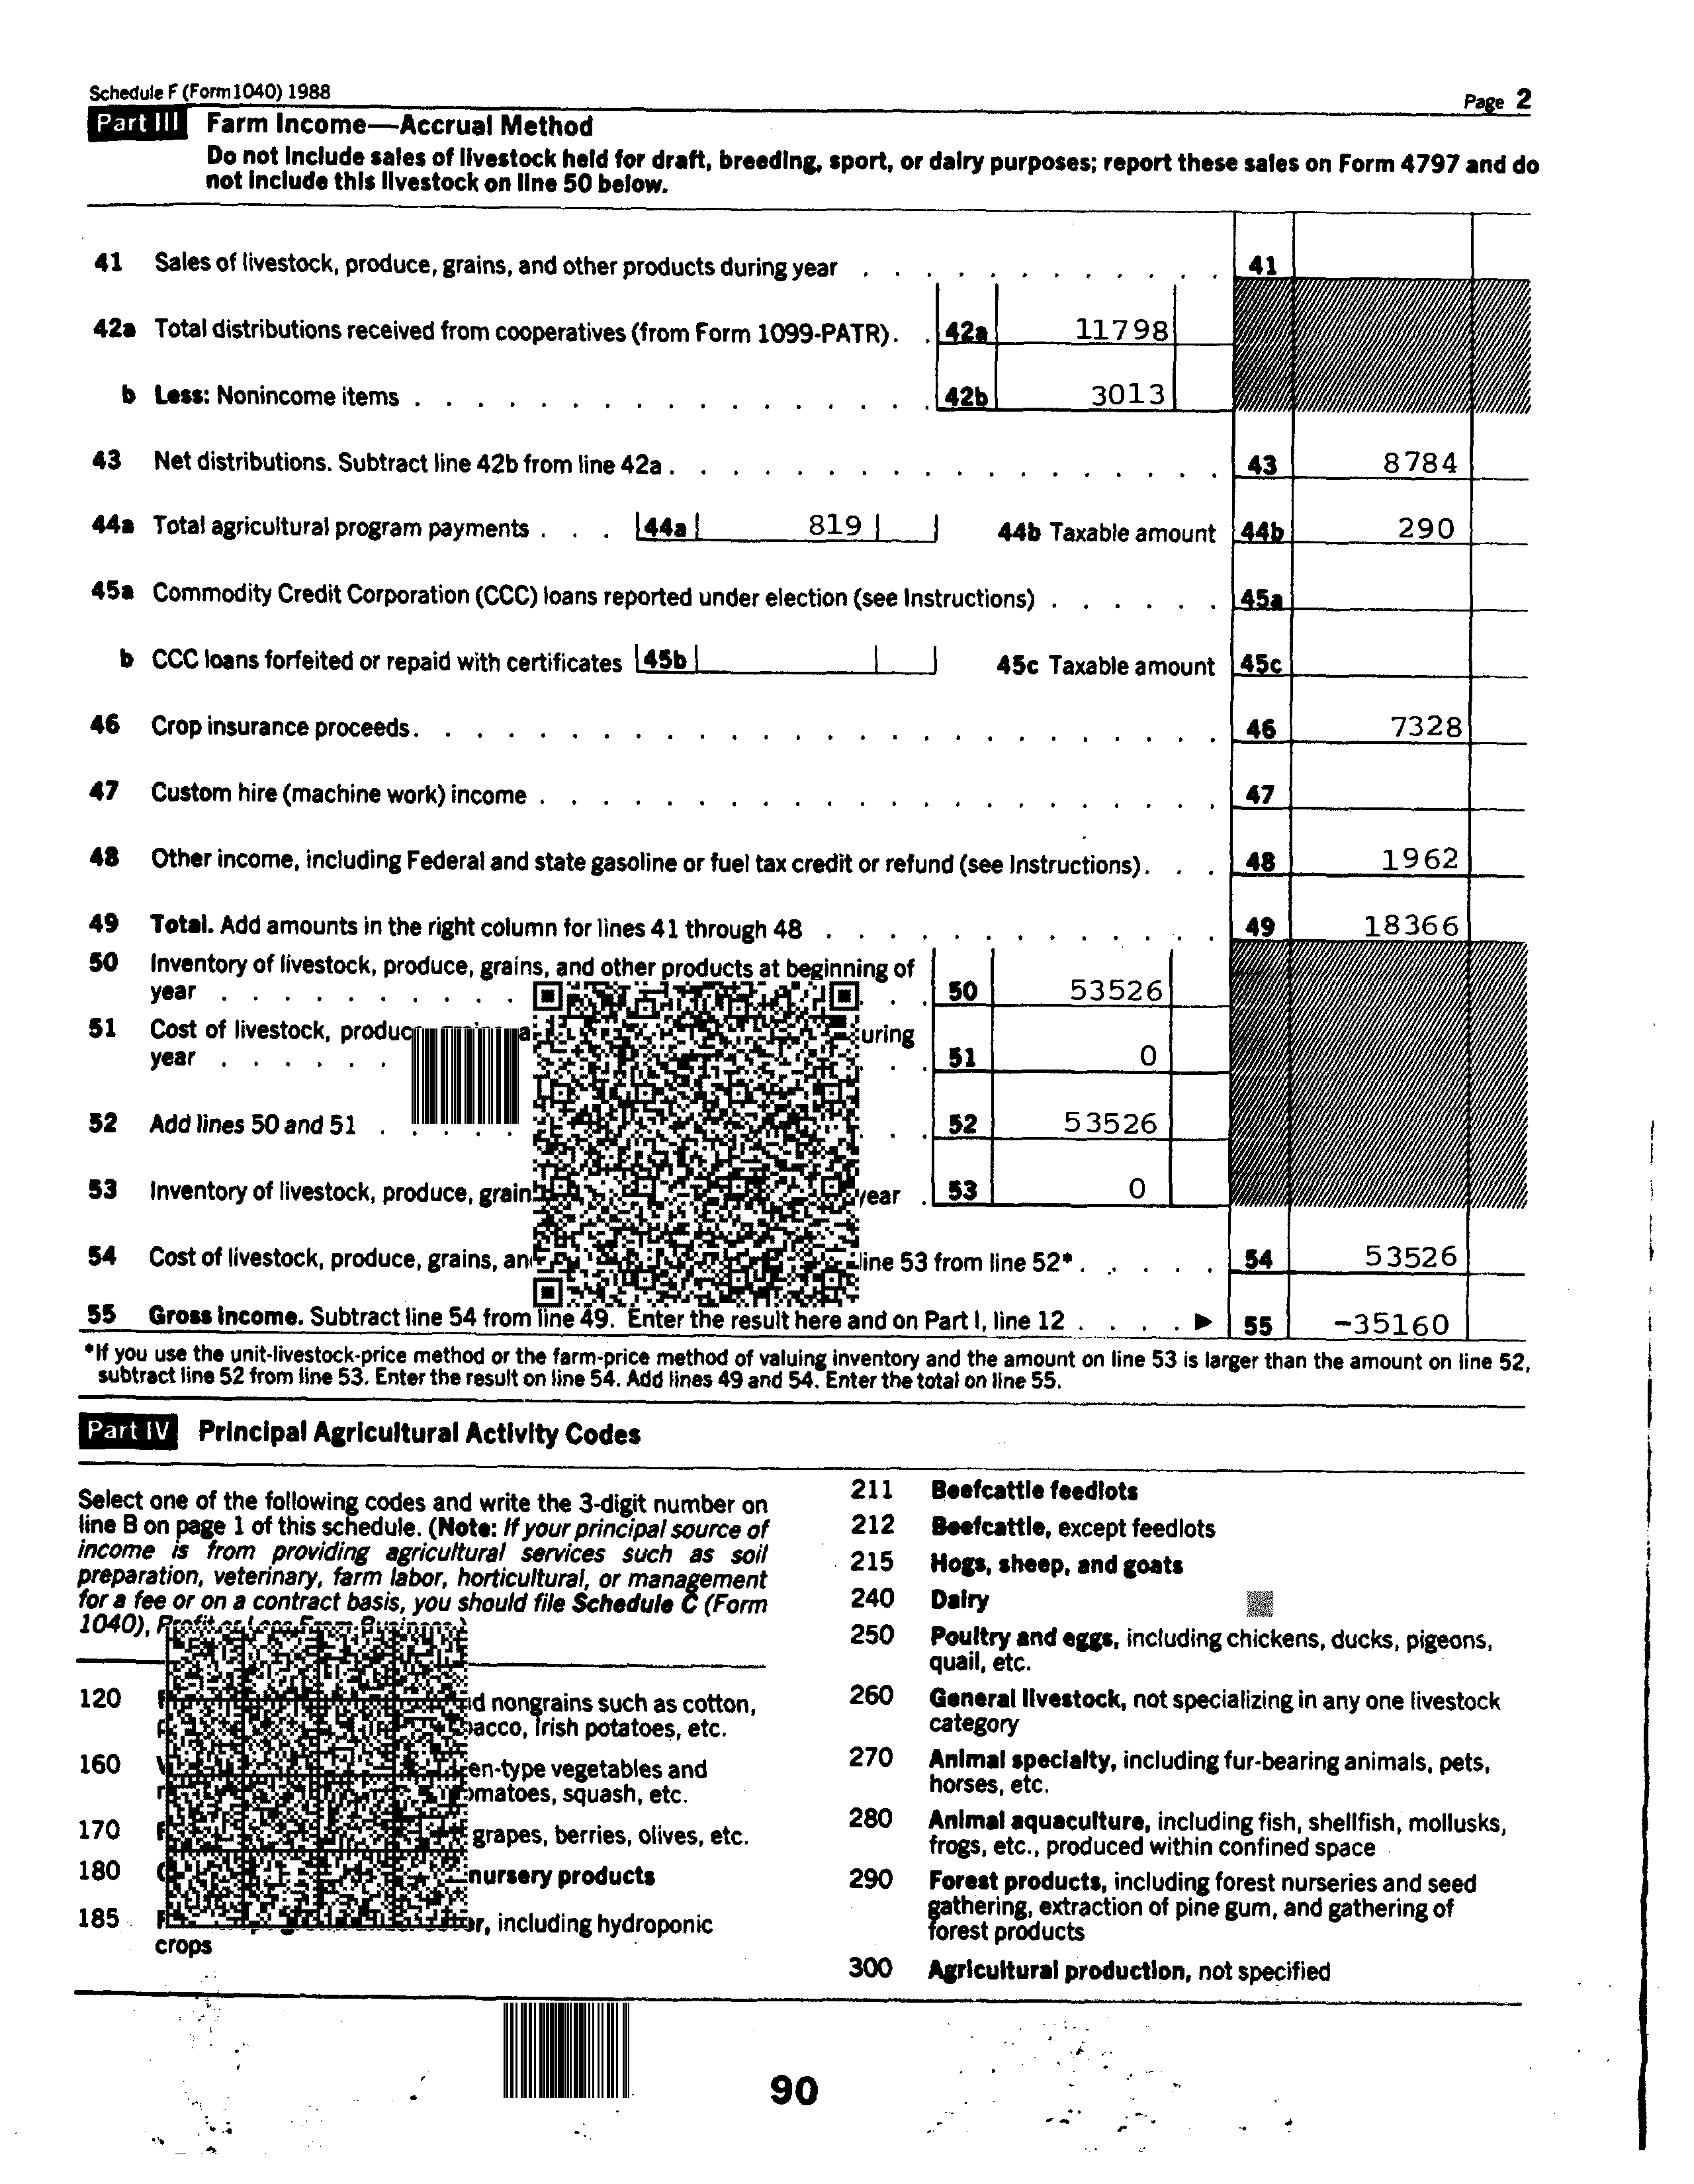 Schedule F (Form 1040) 1988
Page 2
Part III Farm Income—Accrual Method
Do not include sales of livestock held for draft, breeding, sport, or dairy purposes; report these sales on Form 4797 and do
not include this livestock on line 50 below.
41 Sales of livestock, produce, grains, and other products during year . . . . . . . . . . . . 41
42a Total distributions received from cooperatives (from Form 1099-PATR) . . 42a 11798
b Less: Nonincome items . . . . . . . . . . . . . . . . . 42b 3013
43 Net distributions. Subtract line 42b from line 42a . . . . . . . . . . . . . . . . . . 43 8784
44a Total agricultural program payments . . . 44a 819 44b Taxable amount 44b 290
45a Commodity Credit Corporation (CCC) loans reported under election (see Instructions) . . . . . . 45a
b CCC loans forfeited or repaid with certificates 45b 45c Taxable amount 45c
46 Crop insurance proceeds . . . . . . . . . . . . . . . . . . . . . . . . . . 46 7328
47 Custom hire (machine work) income . . . . . . . . . . . . . . . . . . . . . . 47
48 Other income, including Federal and state gasoline or fuel tax credit or refund (see Instructions) . . . 48 1962
49 Total. Add amounts in the right column for lines 41 through 48 . . . . . . . . . . . . . 49 18366
50 Inventory of livestock, produce, grains, and other products at beginning of
year . . . . . . . . . . . . 50 53526
51 Cost of livestock, uring
year . . . . . . . . 51 0
52 Add lines 50 and 51 . . . . . . . 52 53526
53 Inventory of livestock, produce, year . 53 0
54 Cost of livestock, produce, grains, line 53 from line 52* . . . . . 54 53526
55 Gross income. Subtract line 54 from line 49. Enter the result here and on Part I, line 12 . . . . ▶ 55 -35160
*If you use the unit-livestock-price method or the farm-price method of valuing inventory and the amount on line 53 is larger than the amount on line 52,
subtract line 52 from line 53. Enter the result on line 54. Add lines 49 and 54. Enter the total on line 55.
Part IV Principal Agricultural Activity Codes
Select one of the following codes and write the 3-digit number on
line B on page 1 of this schedule. (Note: If your principal source of
income is from providing agricultural services such as soil
preparation, veterinary, farm labor, horticultural, or management
for a fee or on a contract basis, you should file Schedule C (Form
1040), Profit or Loss From Business.)
120 nongrains such as cotton,
Irish potatoes, etc.
160 vegetables and
squash, etc.
170 grapes, berries, olives, etc.
180 nursery products
185 including hydroponic
crops
211 Beefcattle feedlots
212 Beefcattle, except feedlots
215 Hogs, sheep, and goats
240 Dairy
250 Poultry and eggs, including chickens, ducks, pigeons,
quail, etc.
260 General livestock, not specializing in any one livestock
category
270 Animal specialty, including fur-bearing animals, pets,
horses, etc.
280 Animal aquaculture, including fish, shellfish, mollusks,
frogs, etc., produced within confined space
290 Forest products, including forest nurseries and seed
gathering, extraction of pine gum, and gathering of
forest products
300 Agricultural production, not specified
90